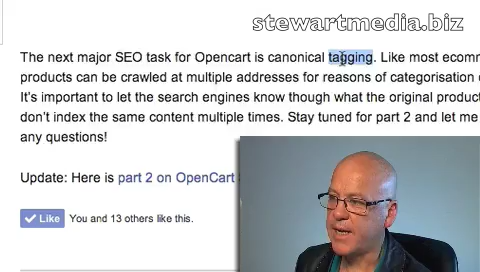 stewartmedia.biz
The next major SEO task for Opencart is canonical tagging. Like most ecomm
products can be crawled at multiple addresses for reasons of categorisation
It's important to let the search engines know though what the original produc
don't index the same content multiple times. Stay tuned for part 2 and let me
any questions!
Update: Here is part 2 on OpenCart
Like You and 13 others like this.